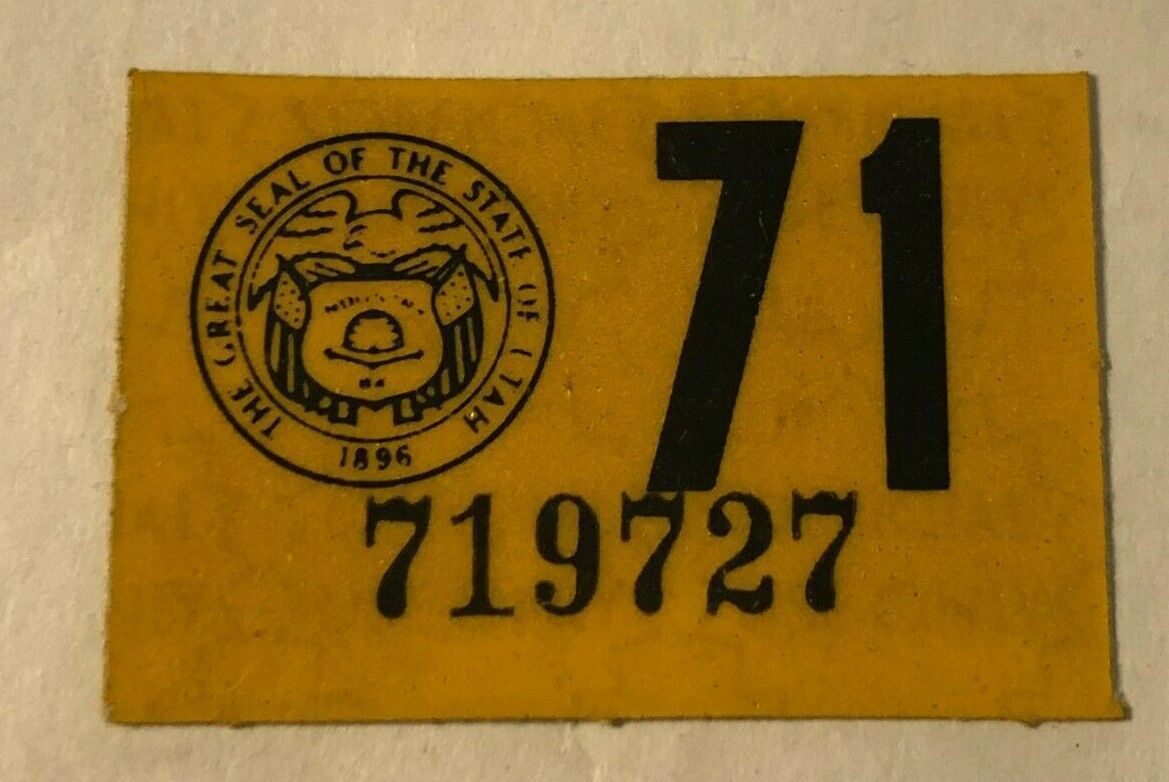 THE GREAT SEAL OF THE STATE OF UTAH
1896
71
719727